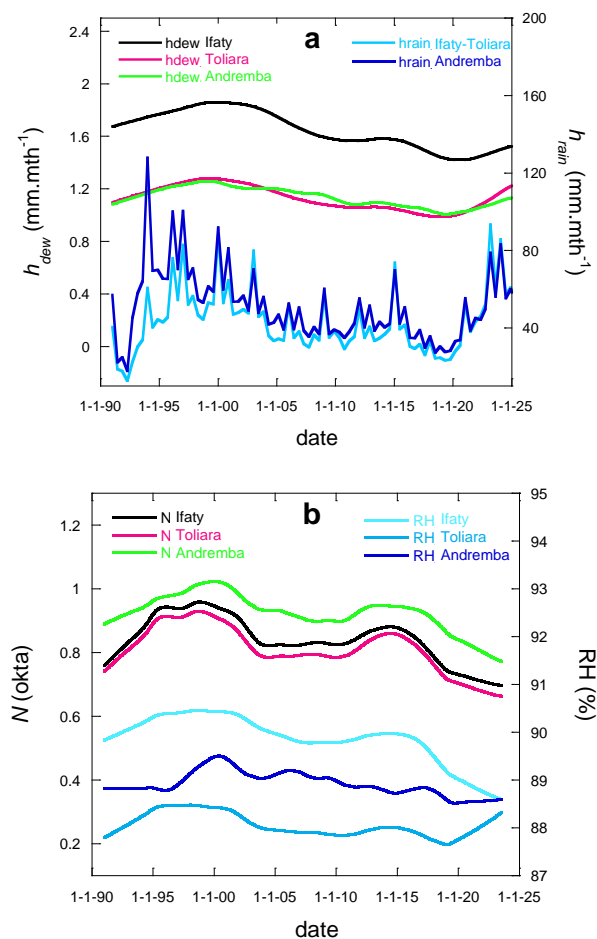 a
hdew Ifaty
hdew Toliara
hdew Andremba
hrain Ifaty-Toliara
hrain Andremba
2.4
2
1.6
1.2
0.8
0.4
0
h_dew (mm.mth⁻¹)
200
160
120
80
40
h_rain (mm.mth⁻¹)
1-1-90 1-1-95 1-1-00 1-1-05 1-1-10 1-1-15 1-1-20 1-1-25
date
b
N Ifaty
N Toliara
N Andremba
RH Ifaty
RH Toliara
RH Andremba
1.2
1
0.8
0.6
0.4
0.2
N (okta)
95
94
93
92
91
90
89
88
87
RH (%)
1-1-90 1-1-95 1-1-00 1-1-05 1-1-10 1-1-15 1-1-20 1-1-25
date